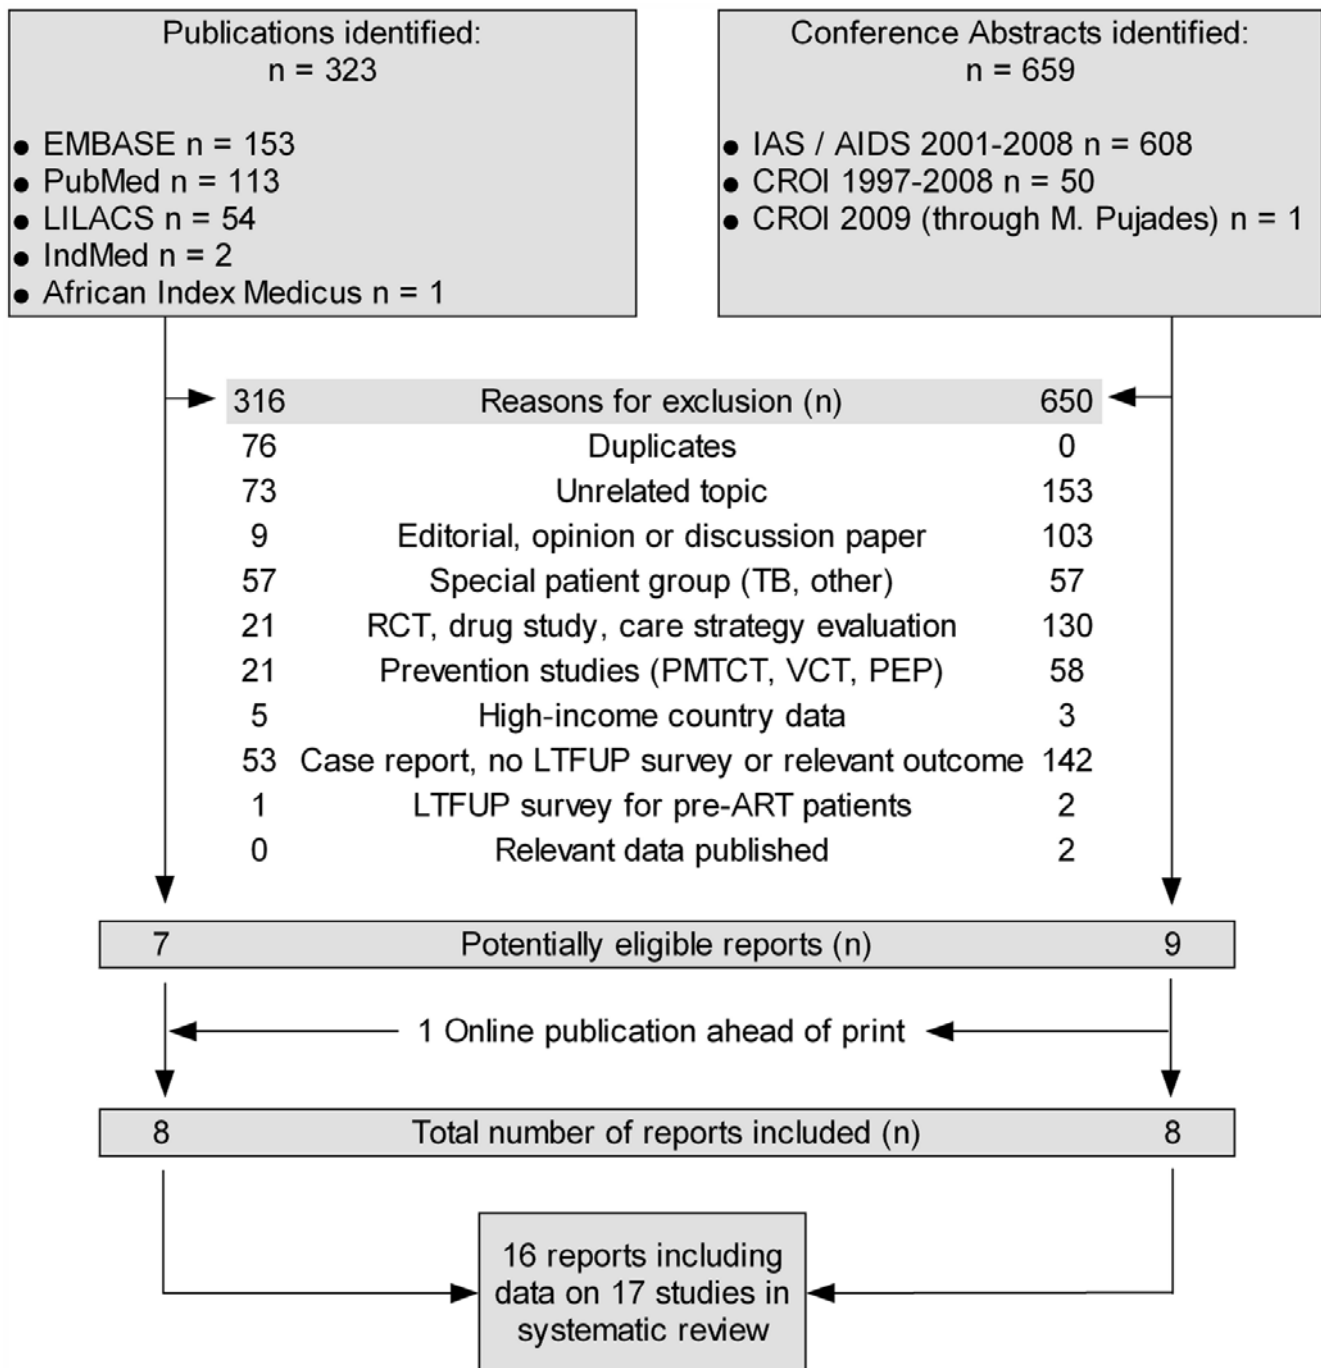 Publications identified:
n = 323
● EMBASE n = 153
● PubMed n = 113
● LILACS n = 54
● IndMed n = 2
● African Index Medicus n = 1
Conference Abstracts identified:
n = 659
● IAS / AIDS 2001-2008 n = 608
● CROI 1997-2008 n = 50
● CROI 2009 (through M. Pujades) n = 1
316 Reasons for exclusion (n) 650
76 Duplicates 0
73 Unrelated topic 153
9 Editorial, opinion or discussion paper 103
57 Special patient group (TB, other) 57
21 RCT, drug study, care strategy evaluation 130
21 Prevention studies (PMTCT, VCT, PEP) 58
5 High-income country data 3
53 Case report, no LTFUP survey or relevant outcome 142
1 LTFUP survey for pre-ART patients 2
0 Relevant data published 2
7 Potentially eligible reports (n) 9
1 Online publication ahead of print
8 Total number of reports included (n) 8
16 reports including
data on 17 studies in
systematic review